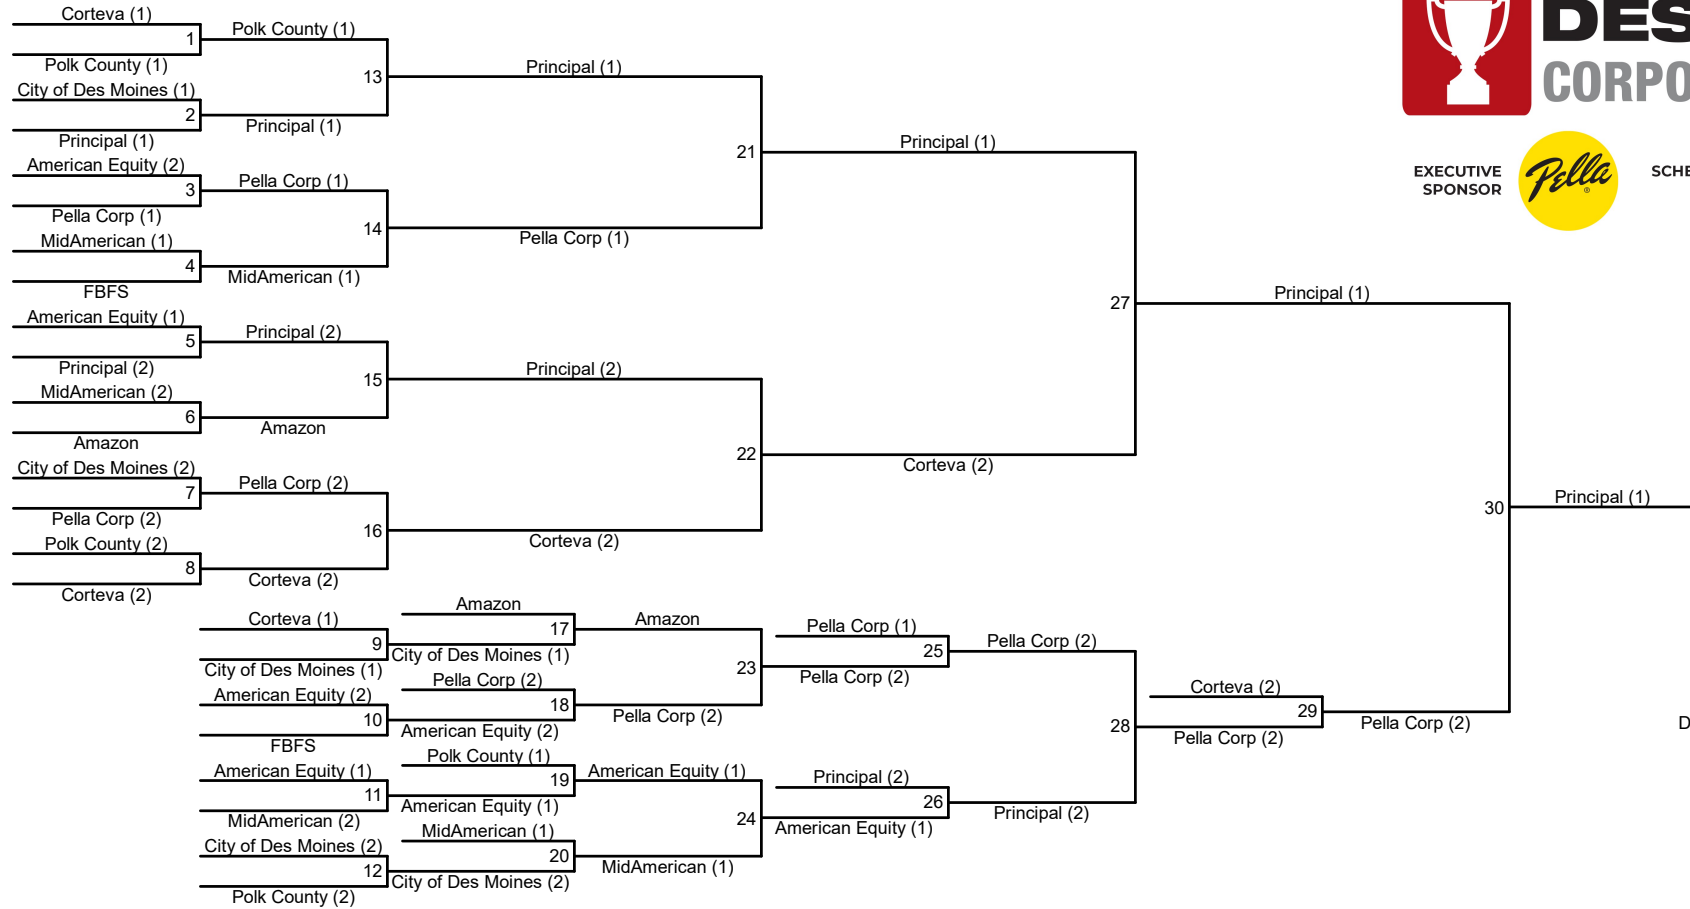 Corteva (1)
1
Polk County (1)
Polk County (1)
13
City of Des Moines (1)
2
Principal (1)
Principal (1)
Principal (1)
21
American Equity (2)
3
Pella Corp (1)
Pella Corp (1)
14
MidAmerican (1)
4
FBFS
MidAmerican (1)
Pella Corp (1)
Principal (1)
27
American Equity (1)
5
Principal (2)
Principal (2)
15
MidAmerican (2)
6
Amazon
Amazon
Principal (2)
22
City of Des Moines (2)
7
Pella Corp (2)
Pella Corp (2)
16
Polk County (2)
8
Corteva (2)
Corteva (2)
Corteva (2)
Corteva (2)
Principal (1)
30
Principal (1)
Corteva (1)
9
City of Des Moines (1)
Amazon
17
City of Des Moines (1)
Amazon
23
American Equity (2)
10
FBFS
Pella Corp (2)
18
American Equity (2)
Pella Corp (2)
Pella Corp (1)
25
Pella Corp (2)
Pella Corp (2)
28
American Equity (1)
11
MidAmerican (2)
Polk County (1)
19
American Equity (1)
American Equity (1)
24
City of Des Moines (2)
12
Polk County (2)
MidAmerican (1)
20
City of Des Moines (2)
MidAmerican (1)
Principal (2)
26
American Equity (1)
Principal (2)
Corteva (2)
29
Pella Corp (2)
Pella Corp (2)
DES
CORPO
EXECUTIVE
SPONSOR
Pella
®
SCHE
D